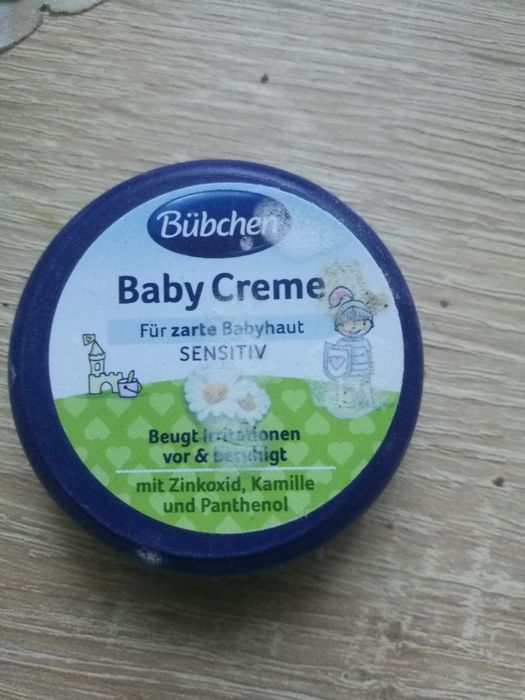 Bübchen
Baby Creme
Für zarte Babyhaut
SENSITIV
Beugt Irritationen
vor & beruhigt
mit Zinkoxid, Kamille
und Panthenol